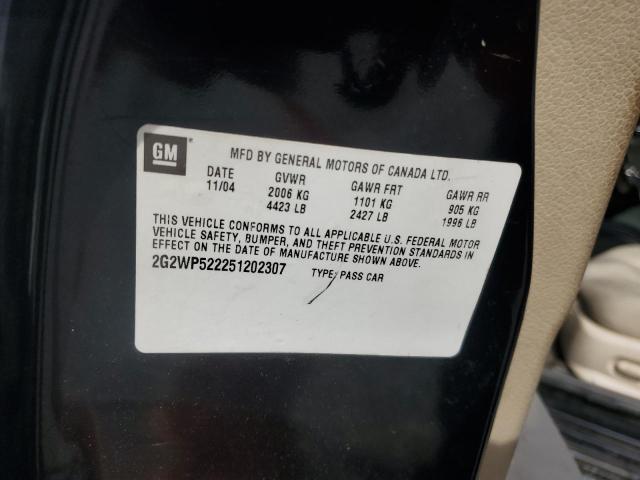 GM
MFD BY GENERAL MOTORS OF CANADA LTD.
DATE GVWR GAWR FRT GAWR RR
11/04 2006 KG 1101 KG 905 KG
4423 LB 2427 LB 1996 LB
THIS VEHICLE CONFORMS TO ALL APPLICABLE U.S. FEDERAL MOTOR
VEHICLE SAFETY, BUMPER, AND THEFT PREVENTION STANDARDS IN
EFFECT ON THE DATE OF MANUFACTURE SHOWN ABOVE.
2G2WP522251202307 TYPE: PASS CAR